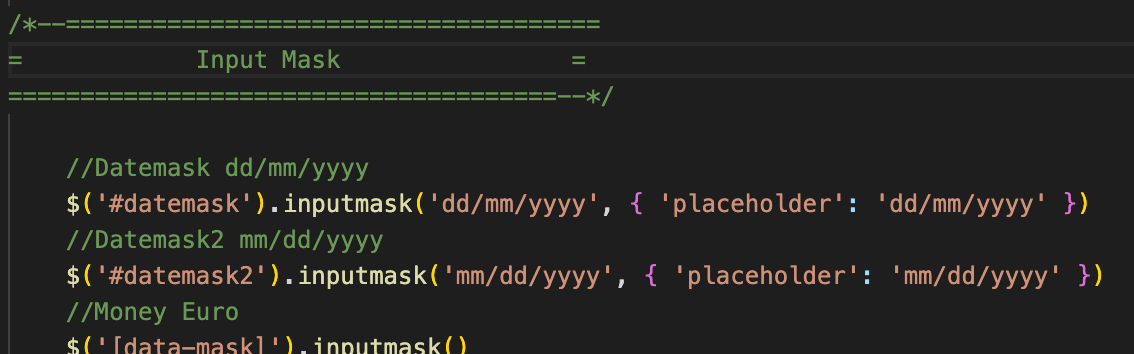 /*--=====================================
=            Input Mask                =
======================================--*/
//Datemask dd/mm/yyyy
$('#datemask').inputmask('dd/mm/yyyy', { 'placeholder': 'dd/mm/yyyy' })
//Datemask2 mm/dd/yyyy
$('#datemask2').inputmask('mm/dd/yyyy', { 'placeholder': 'mm/dd/yyyy' })
//Money Euro
$('[data-mask]').inputmask()